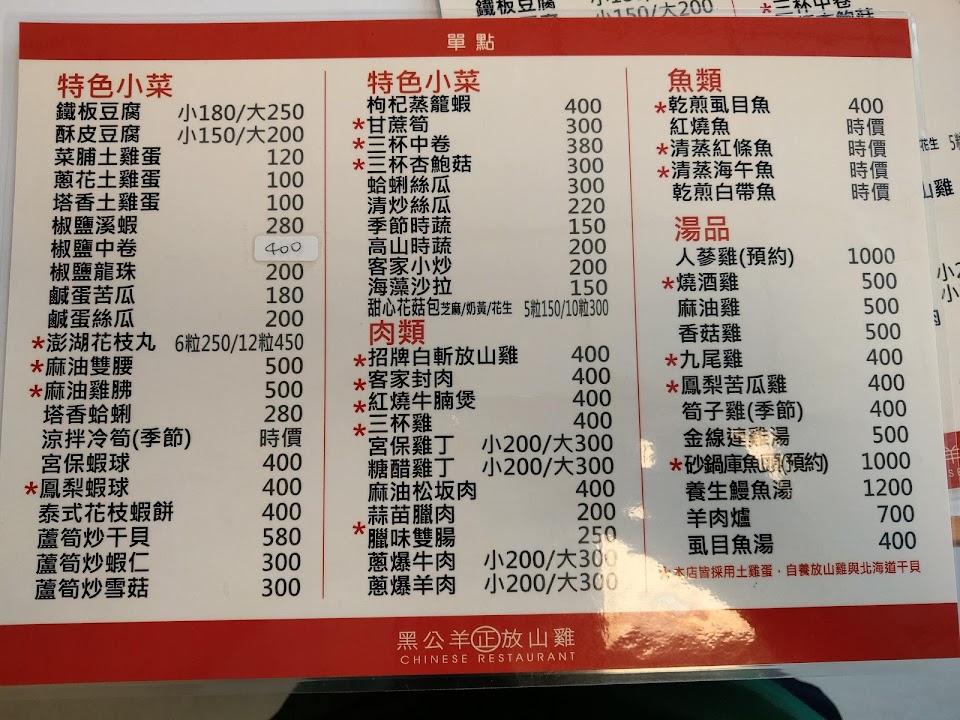 單點
特色小菜
鐵板豆腐 小180/大250
酥皮豆腐 小150/大200
菜脯土雞蛋 120
蔥花土雞蛋 100
塔香土雞蛋 100
椒鹽溪蝦 280
椒鹽中卷 400
椒鹽龍珠 200
鹹蛋苦瓜 180
鹹蛋絲瓜 200
*澎湖花枝丸 6粒250/12粒450
*麻油雙腰 500
*麻油雞胇 500
塔香蛤蜊 280
涼拌冷筍(季節) 時價
宮保蝦球 400
*鳳梨蝦球 400
泰式花枝蝦餅 400
蘆筍炒干貝 580
蘆筍炒蝦仁 300
蘆筍炒雪菇 300
特色小菜
枸杞蒸龍蝦 400
*甘蔗筍 300
*三杯中卷 380
*三杯杏鮑菇 300
蛤蜊絲瓜 300
清炒絲瓜 220
季節時蔬 150
高山時蔬 200
客家小炒 200
海藻沙拉 150
甜心花菇包芝麻/奶黃/花生 5粒150/10粒300
肉類
*招牌白斬放山雞 400
*客家封肉 400
*紅燒牛腩煲 400
*三杯雞 400
宮保雞丁 小200/大300
糖醋雞丁 小200/大300
麻油松坂肉 400
蒜苗臘肉 200
*臘味雙腸 250
蔥爆牛肉 小200/大300
蔥爆羊肉 小200/大300
魚類
*乾煎虱目魚 400
紅燒魚 時價
*清蒸紅條魚 時價
*清蒸海午魚 時價
乾煎白帶魚 時價
湯品
人蔘雞(預約) 1000
*燒酒雞 500
麻油雞 500
香菇雞 500
*九尾雞 400
*鳳梨苦瓜雞 400
筍子雞(季節) 400
金線連雞湯 500
*砂鍋庫魚頭(預約) 1000
養生鰻魚湯 1200
羊肉爐 700
虱目魚湯 400
*本店皆採用土雞蛋．自養放山雞與北海道干貝
黑公羊正放山雞
CHINESE RESTAURANT